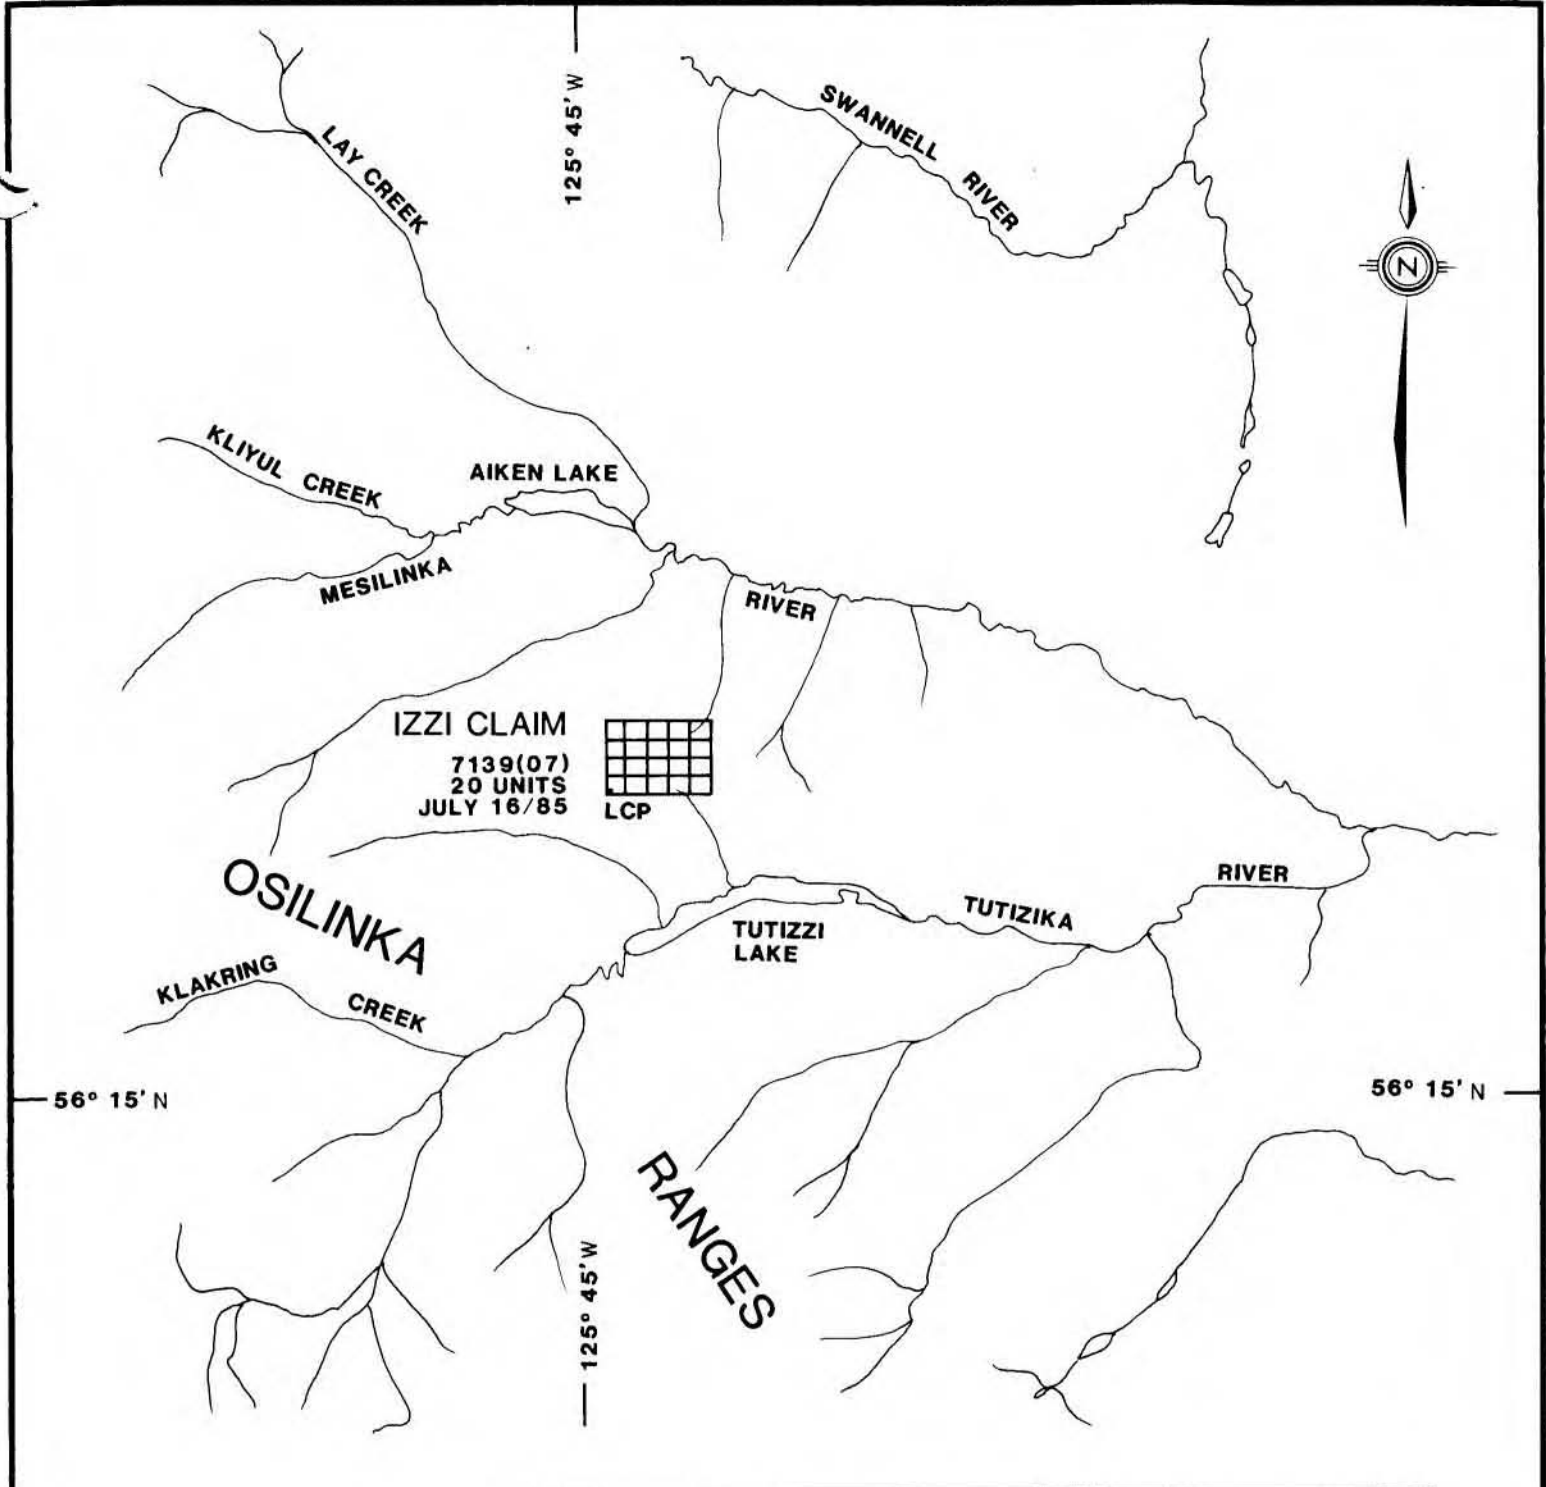 125° 45' W
SWANNELL RIVER
LAY CREEK
N
KLIYUL CREEK
AIKEN LAKE
MESILINKA RIVER
IZZI CLAIM
7139(07)
20 UNITS
JULY 16/85
LCP
OSILINKA
RIVER
TUTIZIKA
TUTIZZI
LAKE
KLAKRING
CREEK
56° 15' N
56° 15' N
RANGES
125° 45' W